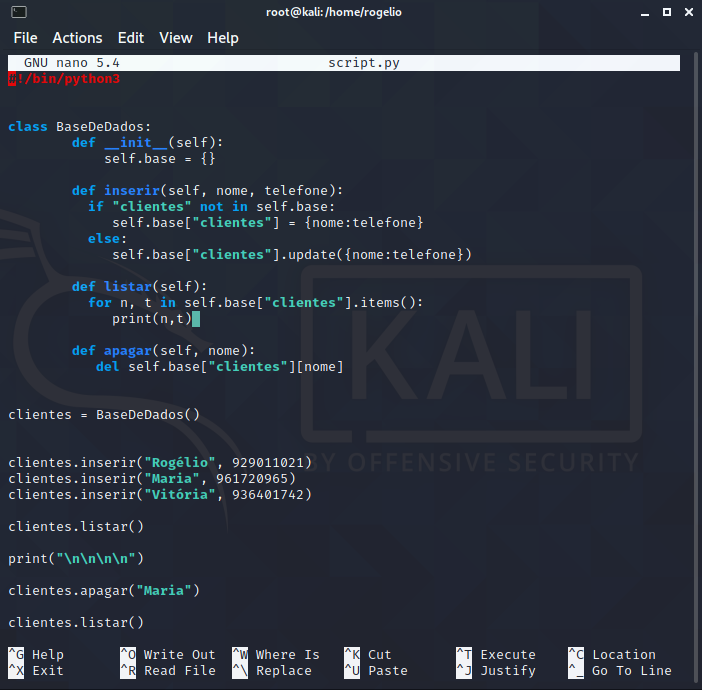 root@kali: /home/rogelio
File Actions Edit View Help
GNU nano 5.4 script.py
#!/bin/python3
class BaseDeDados:
        def __init__(self):
            self.base = {}
        def inserir(self, nome, telefone):
          if "clientes" not in self.base:
             self.base["clientes"] = {nome:telefone}
          else:
             self.base["clientes"].update({nome:telefone})
        def listar(self):
          for n, t in self.base["clientes"].items():
             print(n,t)
        def apagar(self, nome):
           del self.base["clientes"][nome]
clientes = BaseDeDados()
clientes.inserir("Rogélio", 929011021)
clientes.inserir("Maria", 961720965)
clientes.inserir("Vitória", 936401742)
clientes.listar()
print("\n\n\n\n")
clientes.apagar("Maria")
clientes.listar()
KALI
BY OFFENSIVE SECURITY
^G Help ^O Write Out ^W Where Is ^K Cut ^T Execute ^C Location
^X Exit ^R Read File ^\ Replace ^U Paste ^J Justify ^_ Go To Line